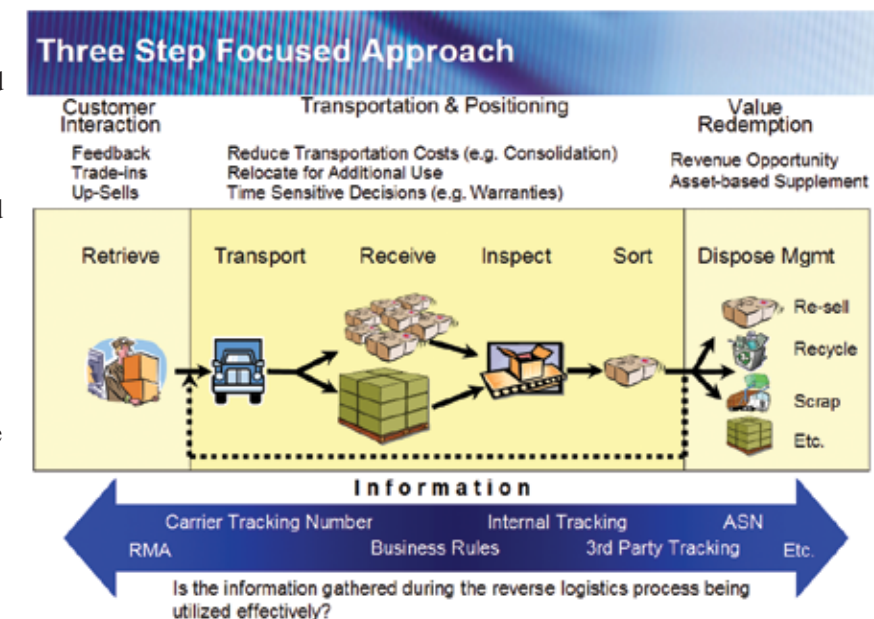 Three Step Focused Approach
Customer
Interaction
Feedback
Trade-ins
Up-Sells
Transportation & Positioning
Reduce Transportation Costs (e.g. Consolidation)
Relocate for Additional Use
Time Sensitive Decisions (e.g. Warranties)
Value
Redemption
Revenue Opportunity
Asset-based Supplement
Retrieve
Transport
Receive
Inspect
Sort
Dispose Mgmt
Re-sell
Recycle
Scrap
Etc.
Information
Carrier Tracking Number
Internal Tracking
ASN
RMA
Business Rules
3rd Party Tracking
Etc.
Is the information gathered during the reverse logistics process being
utilized effectively?